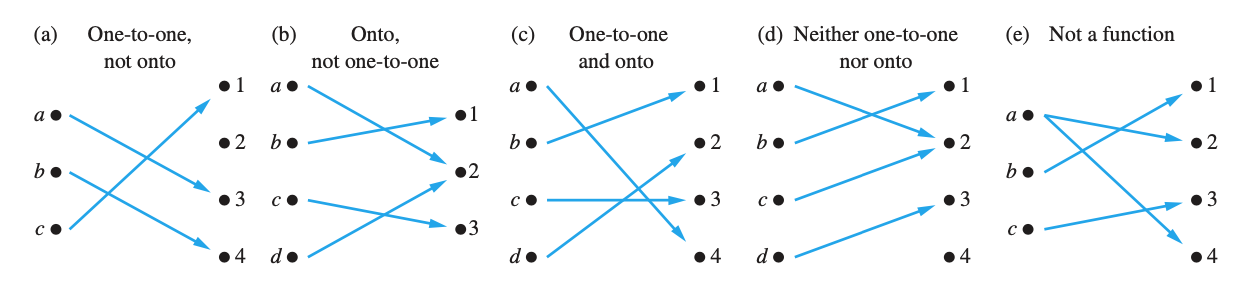 (a) One-to-one,
not onto
a
b
c
1
2
3
4
(b) Onto,
not one-to-one
a
b
c
d
1
2
3
(c) One-to-one
and onto
a
b
c
d
1
2
3
4
(d) Neither one-to-one
nor onto
a
b
c
d
1
2
3
4
(e) Not a function
a
b
c
1
2
3
4